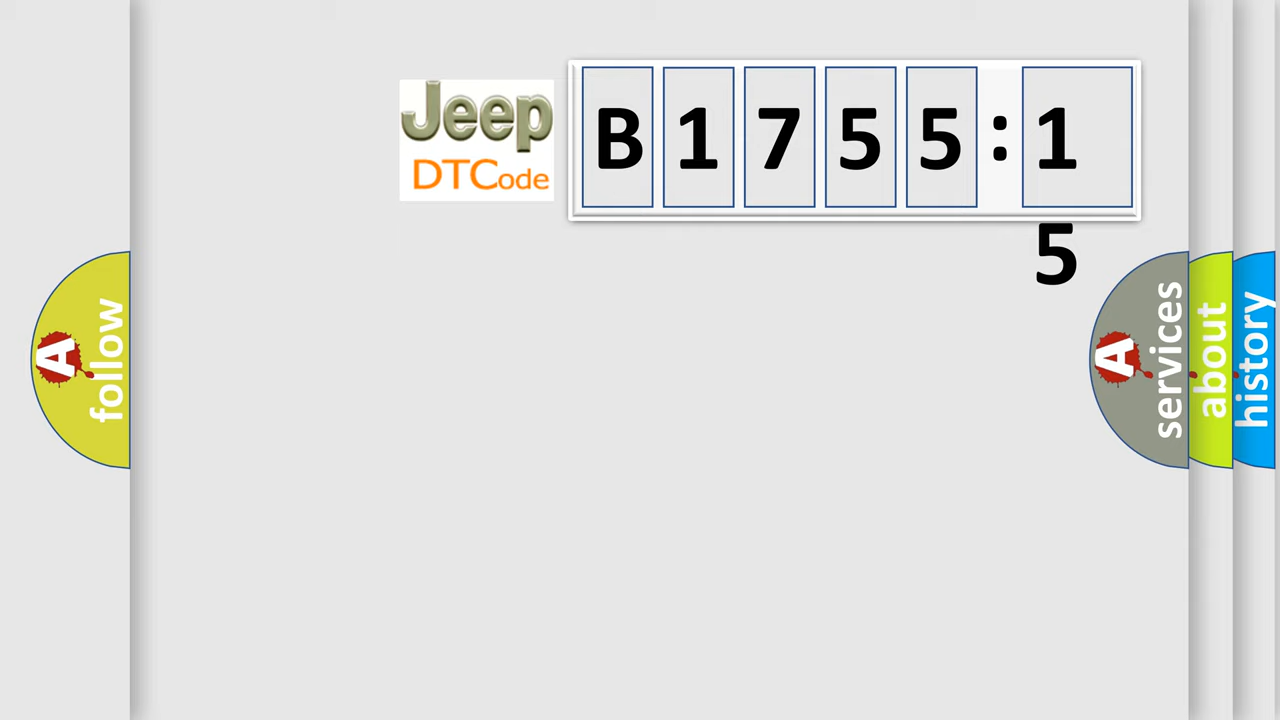 Jeep
DTCode
B1755:1
5
A
follow
A
services
about
history